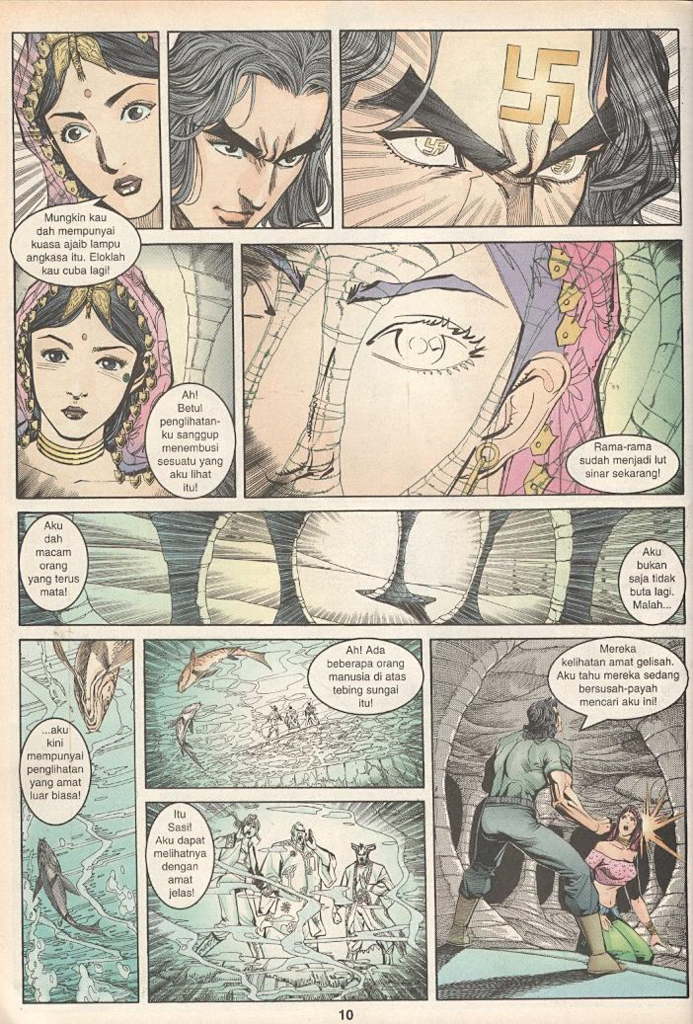 Mungkin kau
dah mempunyai
kuasa ajaib lampu
angkasa itu. Eloklah
kau cuba lagi!
Ah!
Betul
penglihatan-
ku sanggup
menembusi
sesuatu yang
aku lihat
itu!
Rama-rama
sudah menjadi lut
sinar sekarang!
Aku
dah
macam
orang
yang terus
mata!
Aku
bukan
saja tidak
buta lagi.
Malah...
...aku
kini
mempunyai
penglihatan
yang amat
luar biasa!
Ah! Ada
beberapa orang
manusia di atas
tebing sungai
itu!
Itu
Sasi!
Aku dapat
melihatnya
dengan
amat
jelas!
Mereka
kelihatan amat gelisah.
Aku tahu mereka sedang
bersusah-payah
mencari aku ini!
10